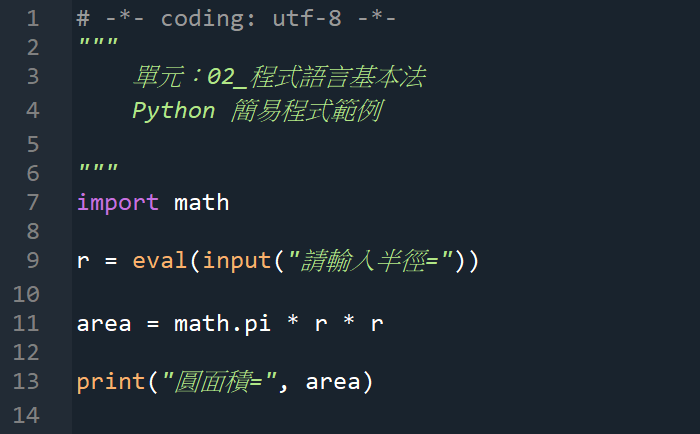 1 # -*- coding: utf-8 -*-
2 """
3     單元：02_程式語言基本法
4     Python 簡易程式範例
5
6 """
7 import math
8
9 r = eval(input("請輸入半徑="))
10
11 area = math.pi * r * r
12
13 print("圓面積=", area)
14